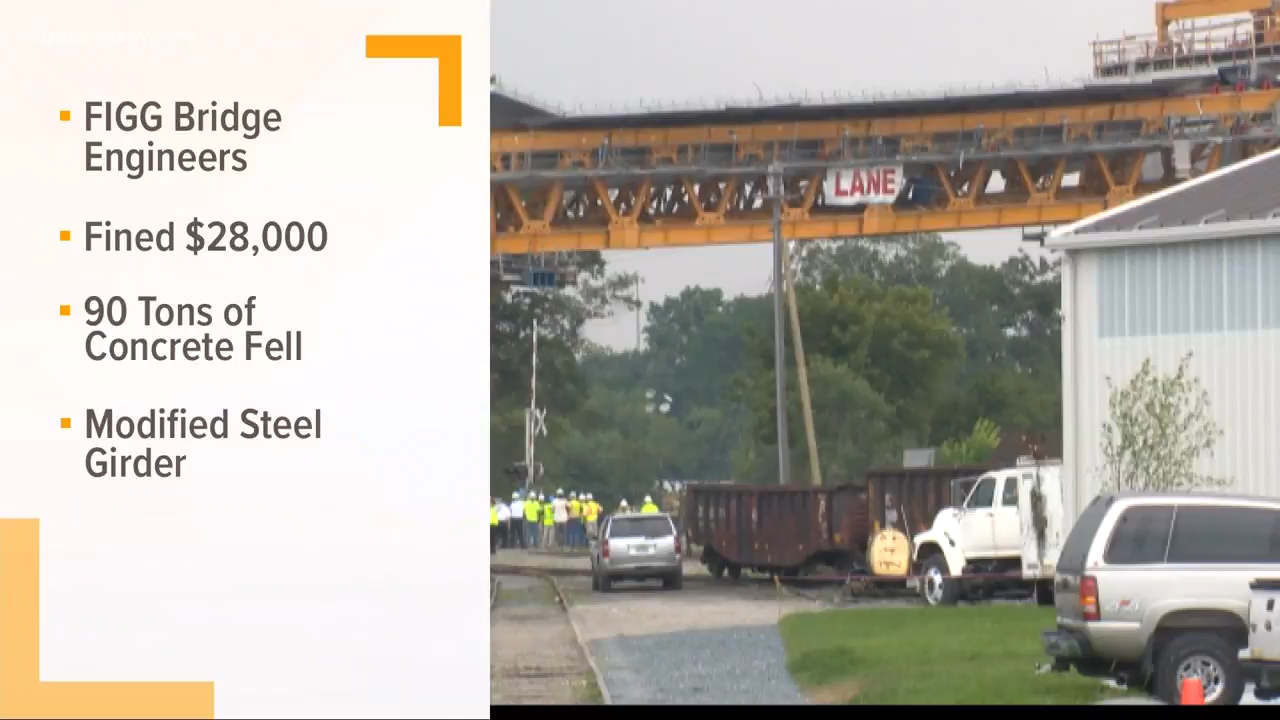 FIGG Bridge
Engineers
Fined $28,000
90 Tons of
Concrete Fell
Modified Steel
Girder
LANE